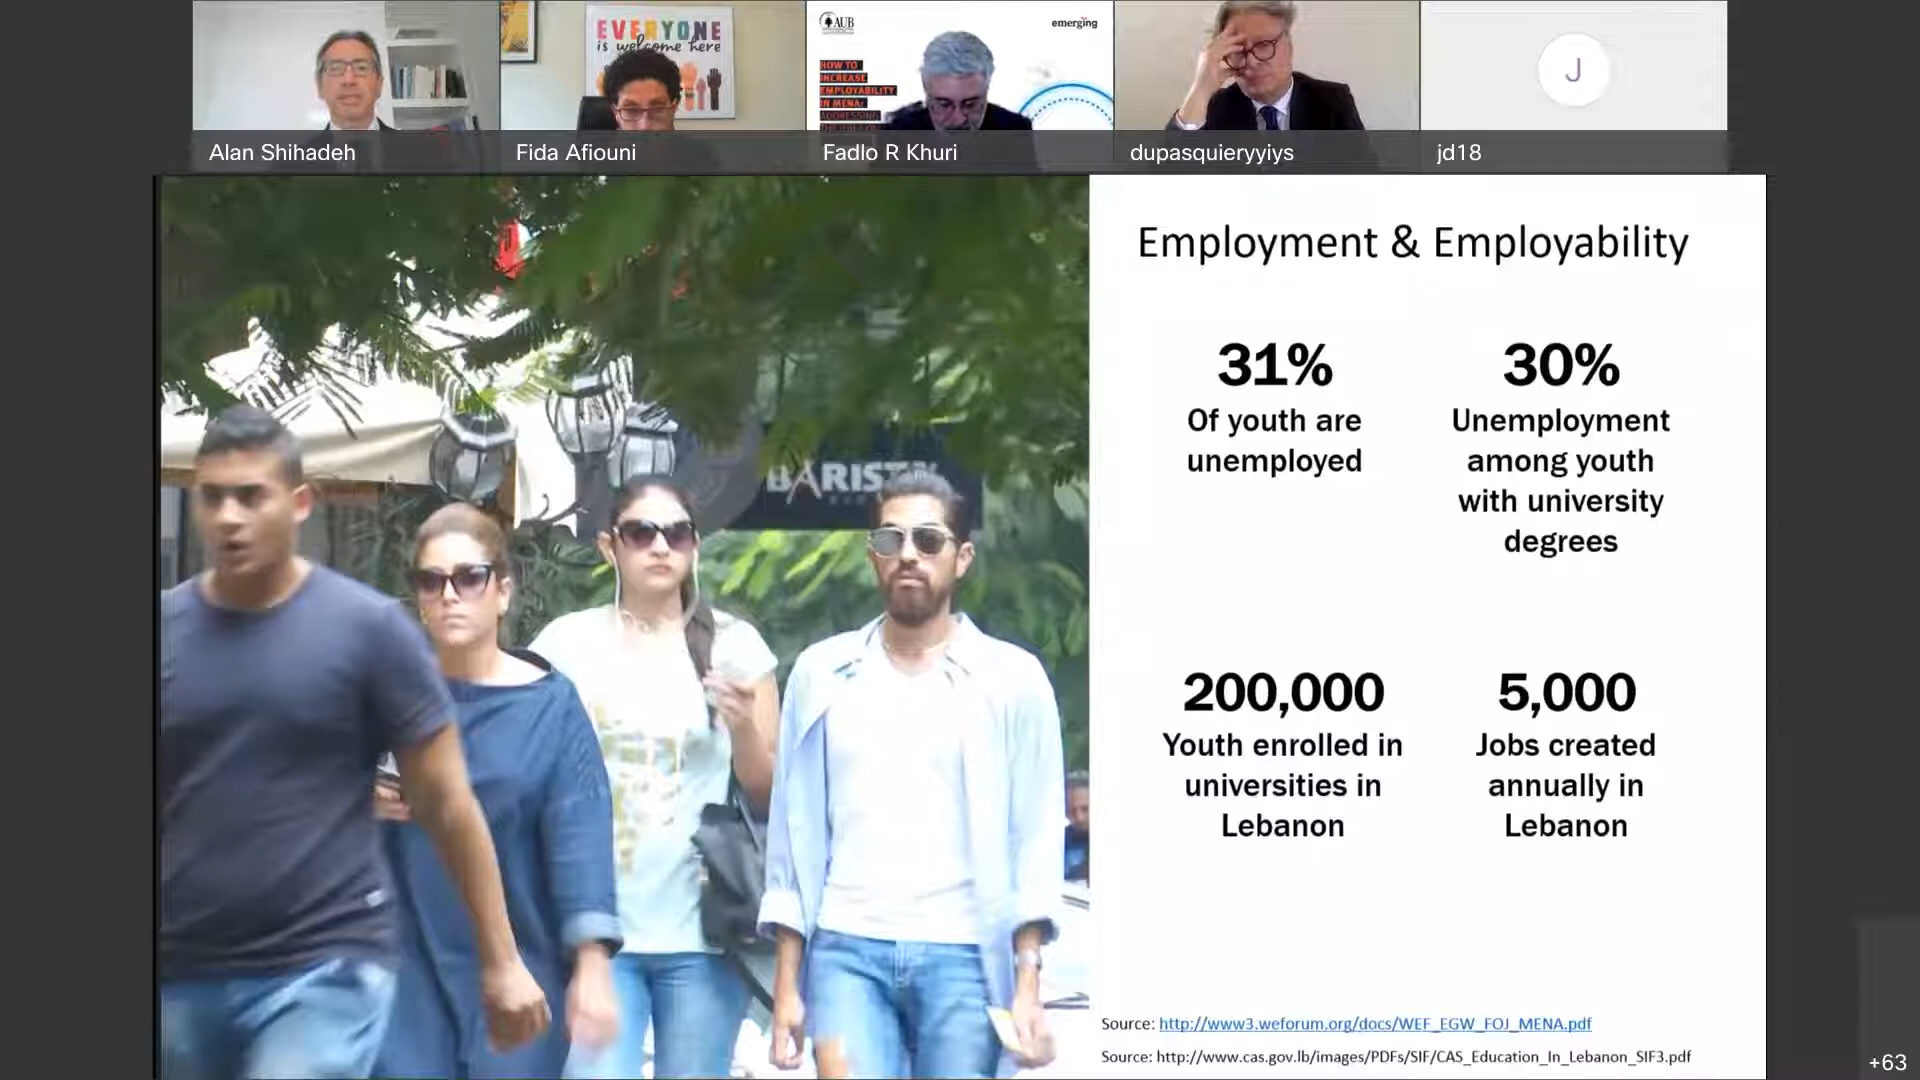 EVERYONE
is welcome here
AUB
emerging
HOW TO
INCREASE
EMPLOYABILITY
IN MENA:
ADDRESSING
Alan Shihadeh
Fida Afiouni
Fadlo R Khuri
dupasquieryyiys
J
jd18
BARISTA
Employment & Employability
31%
Of youth are
unemployed
30%
Unemployment
among youth
with university
degrees
200,000
Youth enrolled in
universities in
Lebanon
5,000
Jobs created
annually in
Lebanon
Source: http://www3.weforum.org/docs/WEF_EGW_FOJ_MENA.pdf
Source: http://www.cas.gov.lb/images/PDFs/SIF/CAS_Education_In_Lebanon_SIF3.pdf
+63